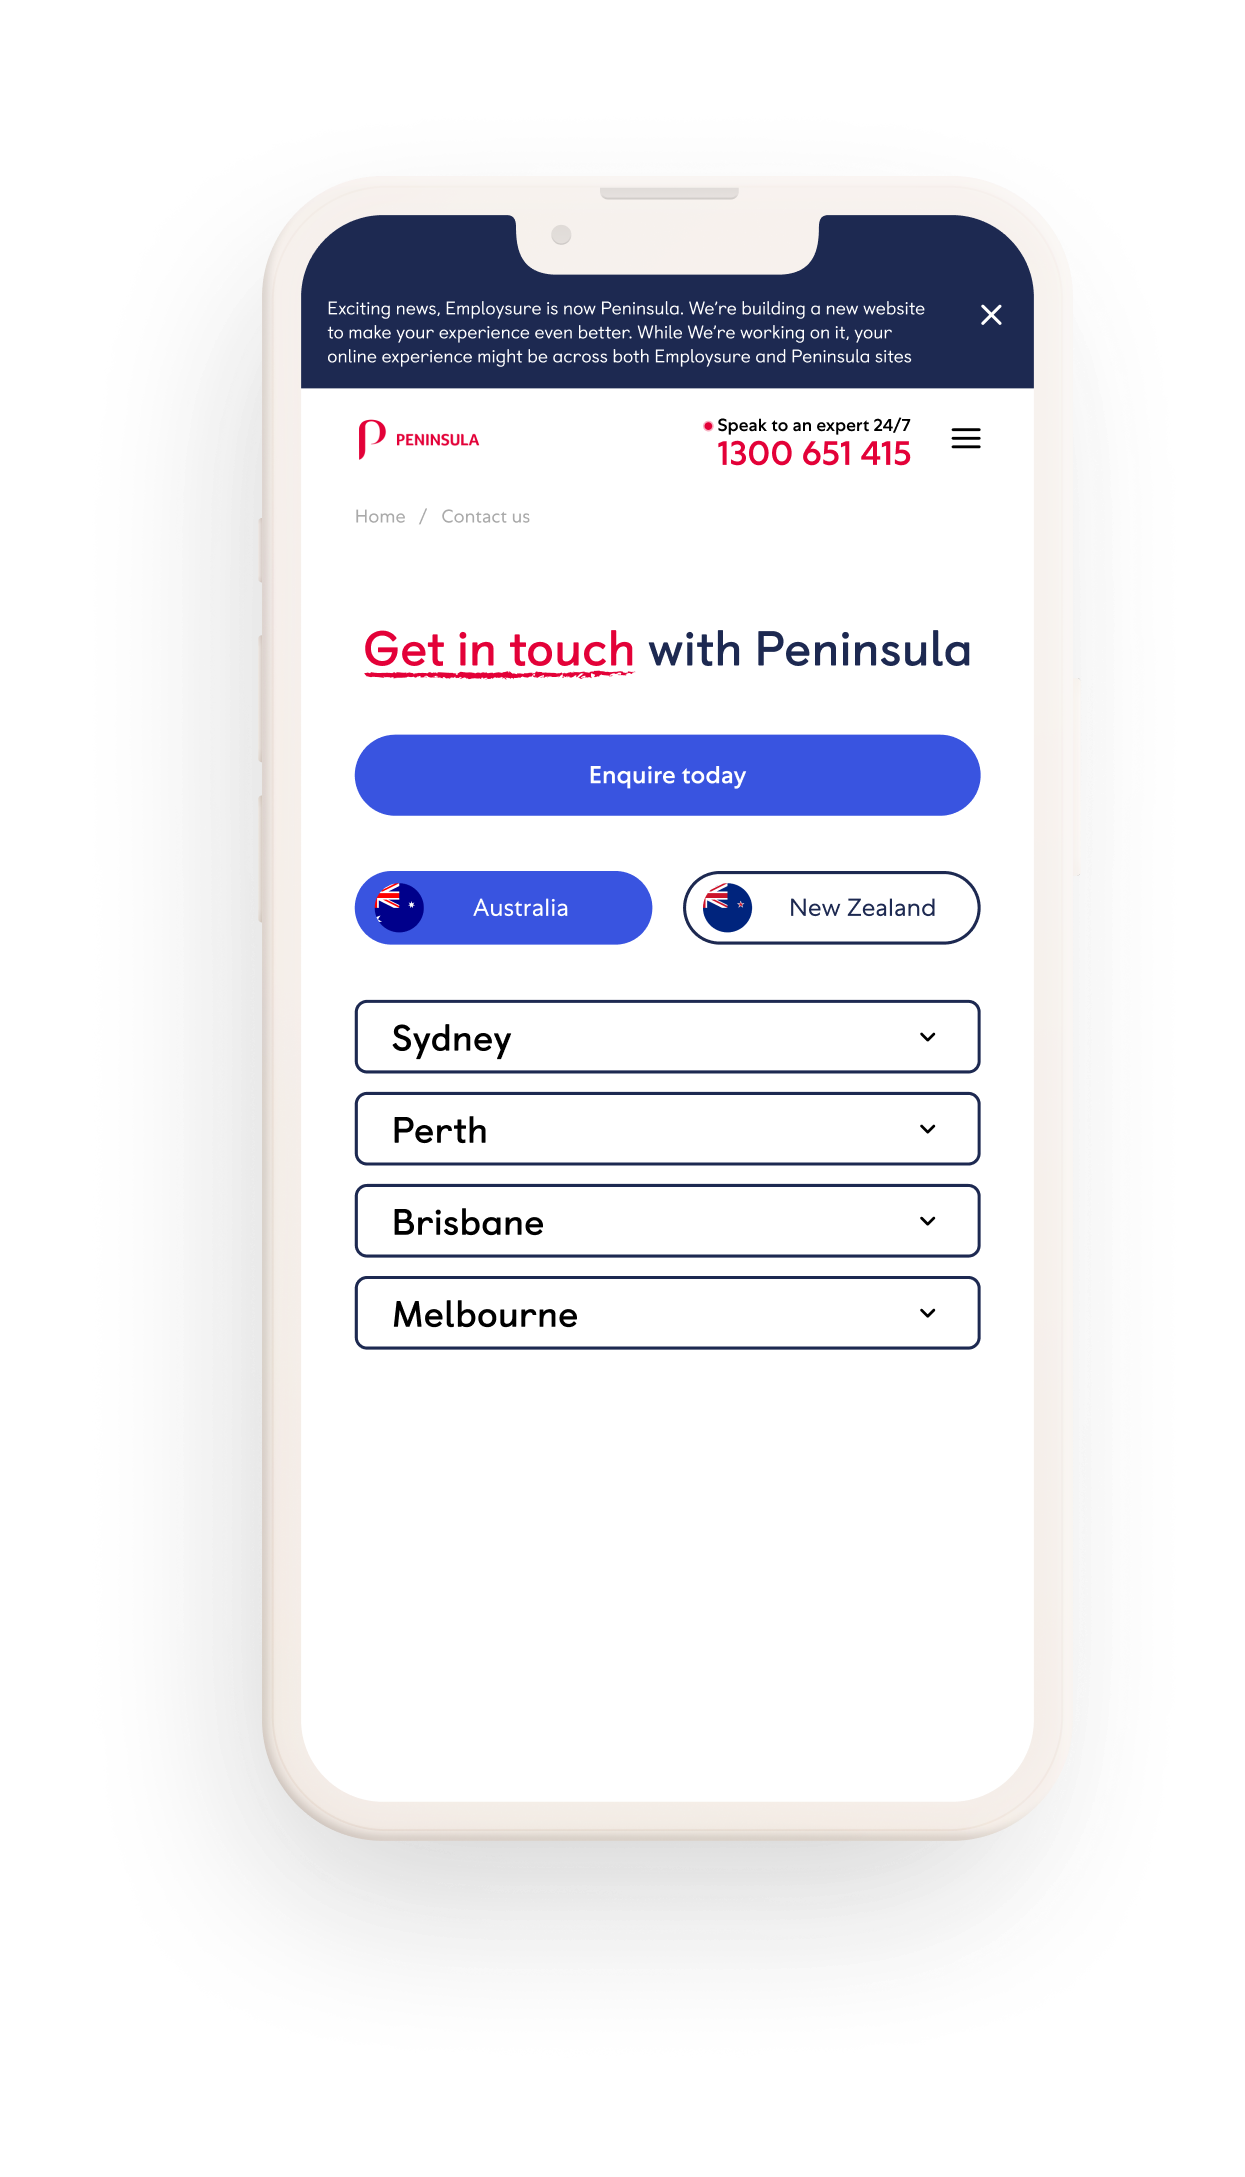 Exciting news, Employsure is now Peninsula. We’re building a new website
to make your experience even better. While We’re working on it, your
online experience might be across both Employsure and Peninsula sites
PENINSULA
Speak to an expert 24/7
1300 651 415
Home / Contact us
Get in touch with Peninsula
Enquire today
Australia
New Zealand
Sydney
Perth
Brisbane
Melbourne